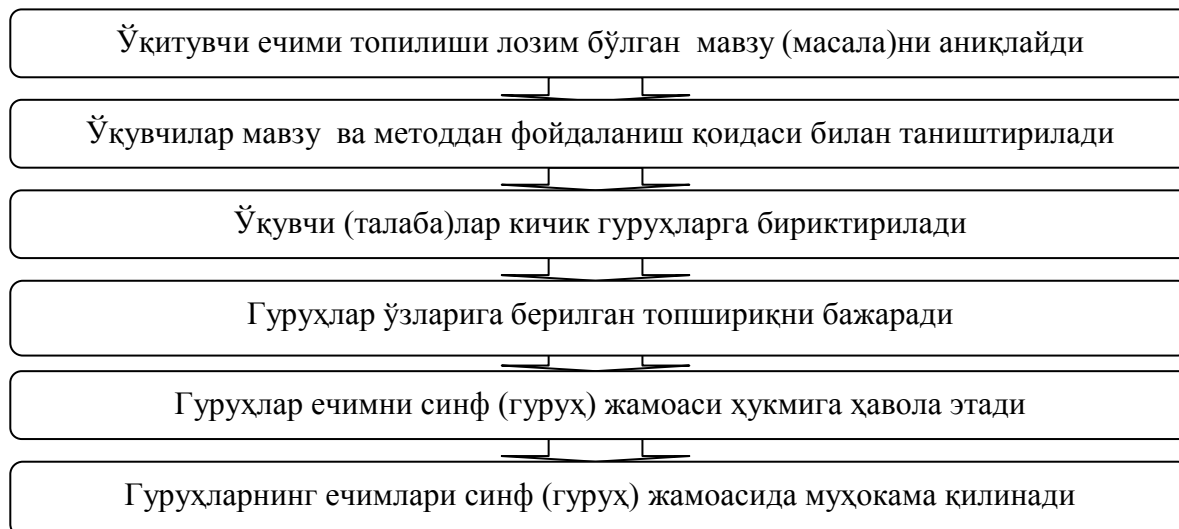 Ўқитувчи ечими топилиши лозим бўлган мавзу (масала)ни аниқлайди
Ўқувчилар мавзу ва методдан фойдаланиш қоидаси билан таништирилади
Ўқувчи (талаба)лар кичик гуруҳларга бириктирилади
Гуруҳлар ўзларига берилган топшириқни бажаради
Гуруҳлар ечимни синф (гуруҳ) жамоаси ҳукмига ҳавола этади
Гуруҳларнинг ечимлари синф (гуруҳ) жамоасида муҳокама қилинади